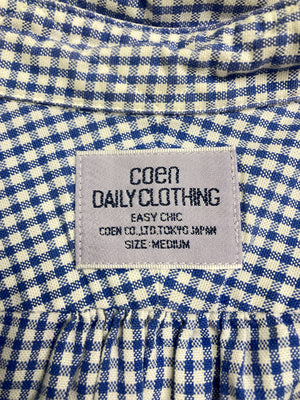 coen
DAILY CLOTHING
EASY CHIC
COEN CO.,LTD.TOKYO JAPAN
SIZE:MEDIUM